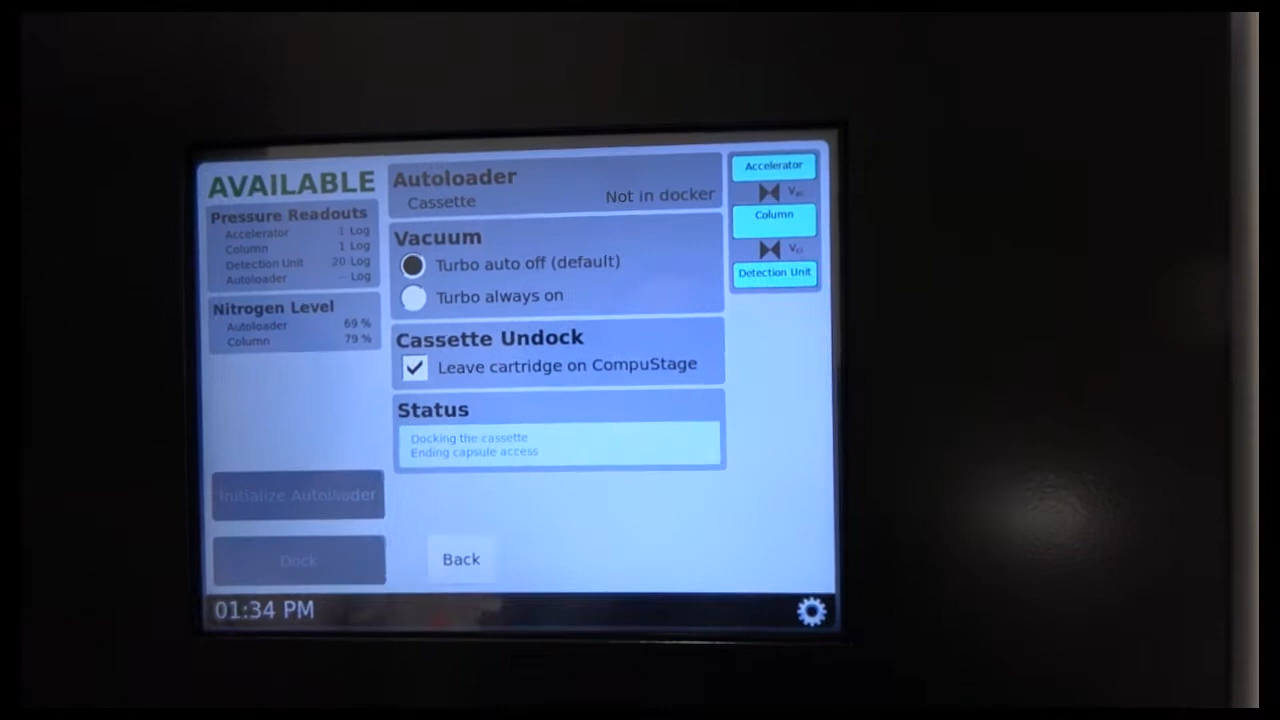 AVAILABLE
Pressure Readouts
Accelerator 1 Log
Column 1 Log
Detection Unit 20 Log
Autoloader -- Log
Nitrogen Level
Autoloader 69 %
Column 79 %
Initialize Autoloader
Dock
Autoloader
Cassette Not in docker
Vacuum
Turbo auto off (default)
Turbo always on
Cassette Undock
Leave cartridge on CompuStage
Status
Docking the cassette
Ending capsule access
Back
Accelerator
Column
Detection Unit
01:34 PM